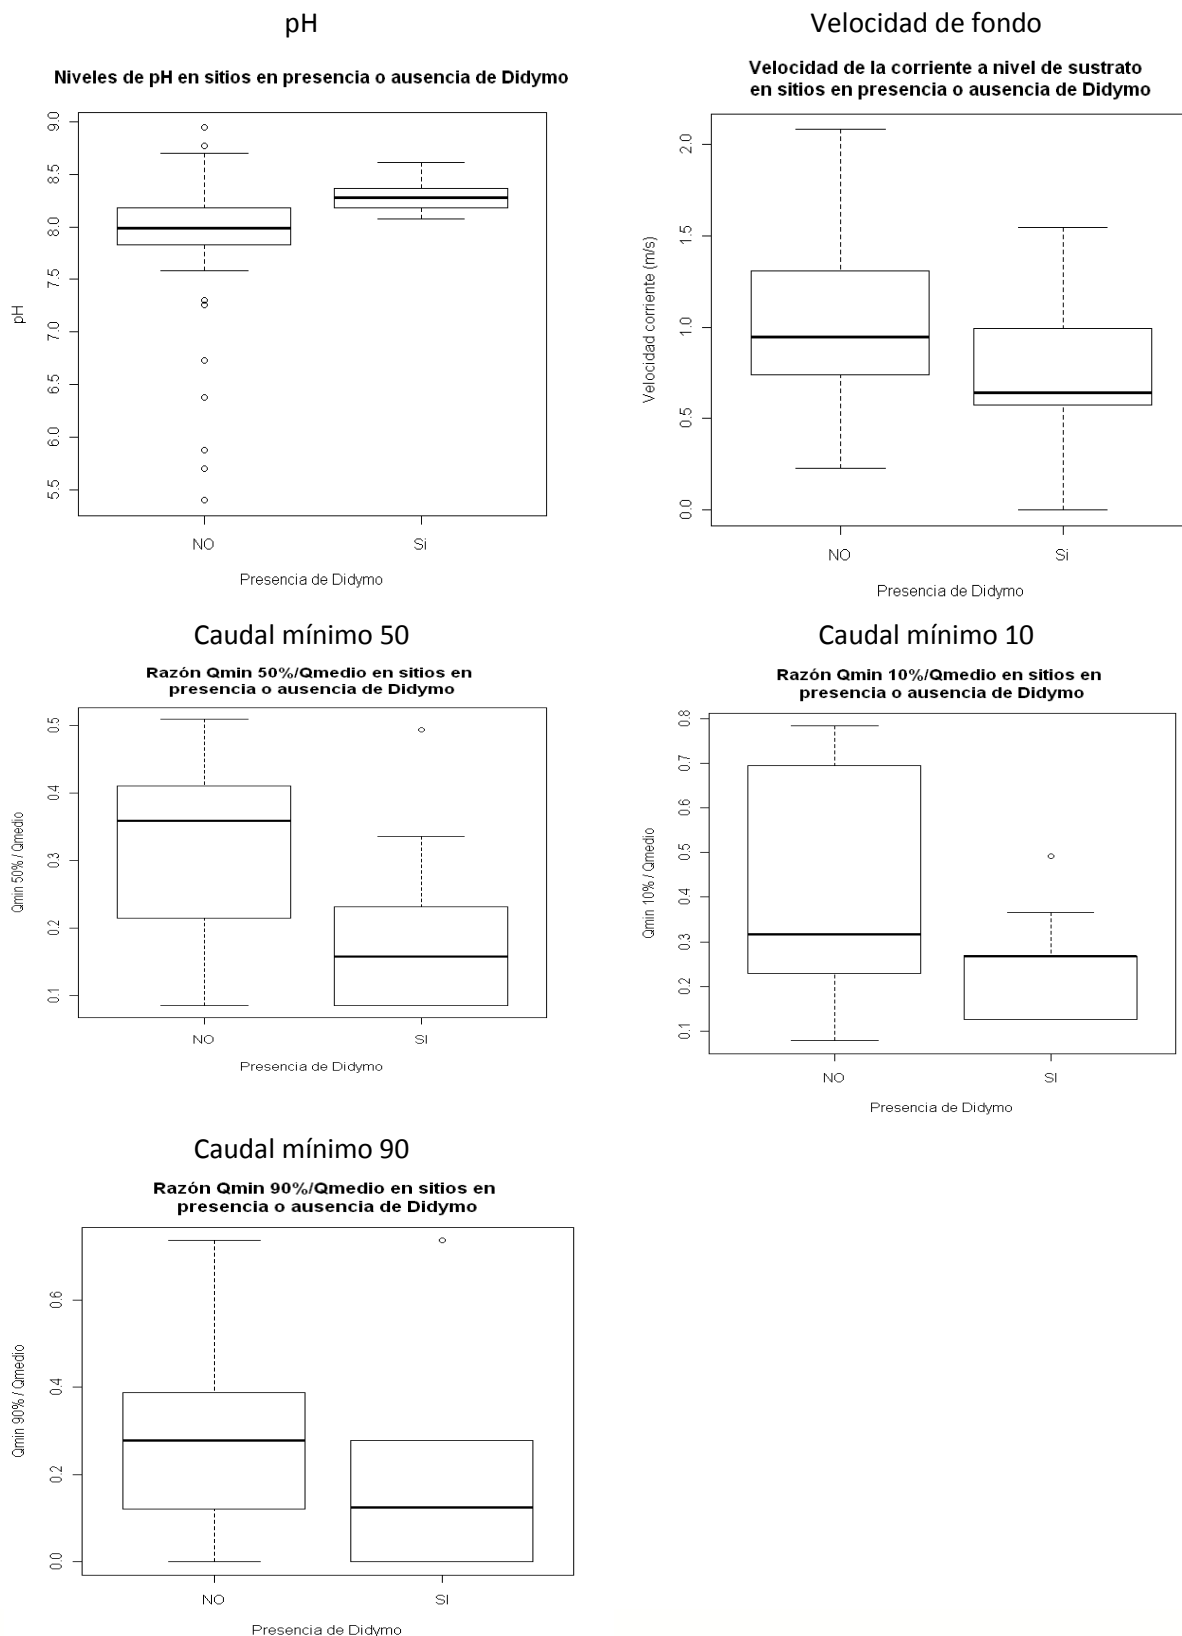 pH
Niveles de pH en sitios en presencia o ausencia de Didymo
pH
9.0
8.5
8.0
7.5
7.0
6.5
6.0
5.5
NO
Si
Presencia de Didymo
Velocidad de fondo
Velocidad de la corriente a nivel de sustrato
en sitios en presencia o ausencia de Didymo
Velocidad corriente (m/s)
2.0
1.5
1.0
0.5
0.0
NO
Si
Presencia de Didymo
Caudal mínimo 50
Razón Qmin 50%/Qmedio en sitios en
presencia o ausencia de Didymo
Qmin 50% / Qmedio
0.5
0.4
0.3
0.2
0.1
NO
SI
Presencia de Didymo
Caudal mínimo 10
Razón Qmin 10%/Qmedio en sitios en
presencia o ausencia de Didymo
Qmin 10% / Qmedio
0.8
0.7
0.6
0.5
0.4
0.3
0.2
0.1
NO
SI
Presencia de Didymo
Caudal mínimo 90
Razón Qmin 90%/Qmedio en sitios en
presencia o ausencia de Didymo
Qmin 90% / Qmedio
0.6
0.4
0.2
0.0
NO
SI
Presencia de Didymo